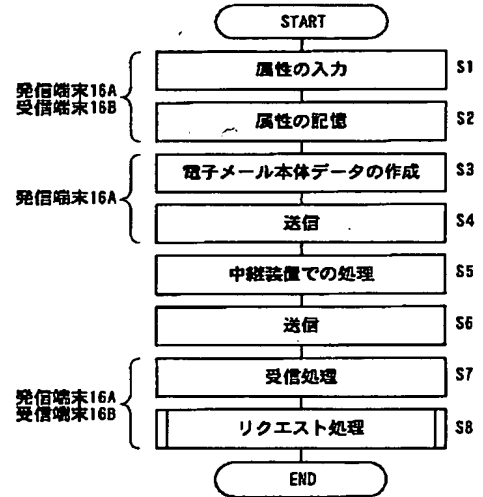 START
発信端末16A
受信端末16B
属性の入力 S1
属性の記憶 S2
発信端末16A
電子メール本体データの作成 S3
送信 S4
中継装置での処理 S5
送信 S6
発信端末16A
受信端末16B
受信処理 S7
リクエスト処理 S8
END